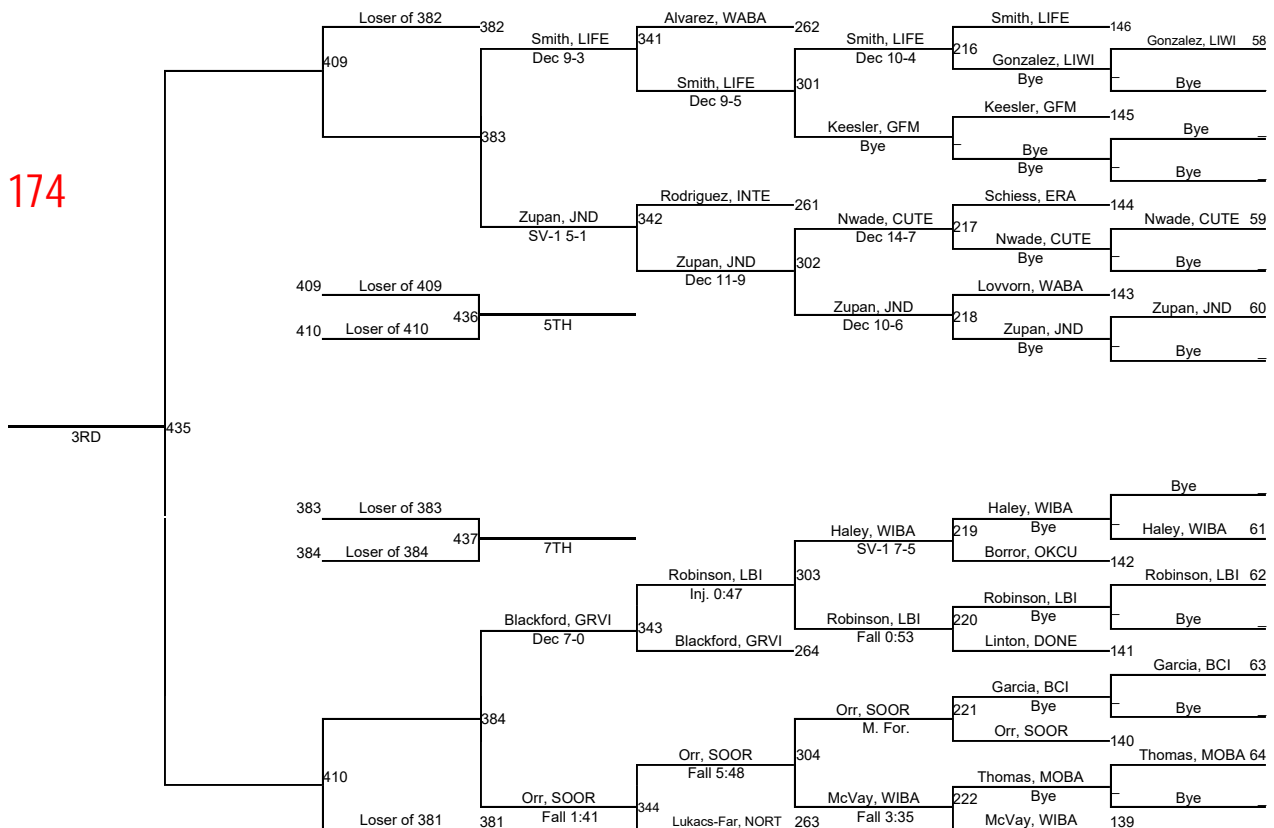 Loser of 382 382 Alvarez, WABA 262 Smith, LIFE 146
Smith, LIFE 341 Smith, LIFE 216 Gonzalez, LIWI 58
Dec 9-3 Dec 10-4
409 Gonzalez, LIWI
Smith, LIFE 301 Bye Bye
Dec 9-5
Keesler, GFM 145
383 Keesler, GFM Bye
Bye Bye
Bye Bye
174
Rodriguez, INTE 261 Schiess, ERA 144
Zupan, JND 342 Nwade, CUTE 217 Nwade, CUTE 59
SV-1 5-1 Dec 14-7
Nwade, CUTE
Zupan, JND 302 Bye Bye
Dec 11-9
409 Loser of 409 Lovvorn, WABA 143
436 Zupan, JND 218 Zupan, JND 60
5TH Dec 10-6
410 Loser of 410 Zupan, JND
Bye Bye
435
3RD
Bye
383 Loser of 383 Haley, WIBA
437 Haley, WIBA 219 Bye Haley, WIBA 61
7TH SV-1 7-5
384 Loser of 384 Borror, OKCU 142
Robinson, LBI 303 Robinson, LBI 62
Inj. 0:47
Robinson, LBI
Blackford, GRVI 343 Robinson, LBI 220 Bye Bye
Dec 7-0 Fall 0:53
Blackford, GRVI 264 Linton, DONE 141
Garcia, BCI 63
Garcia, BCI
384 Orr, SOOR 221 Bye Bye
M. For.
Orr, SOOR 140
Orr, SOOR 304 Thomas, MOBA 64
Fall 5:48
410 Thomas, MOBA
Orr, SOOR 344 McVay, WIBA 222 Bye Bye
Loser of 381 381 Fall 1:41 Lukacs-Far, NORT 263 Fall 3:35 McVay, WIBA 139